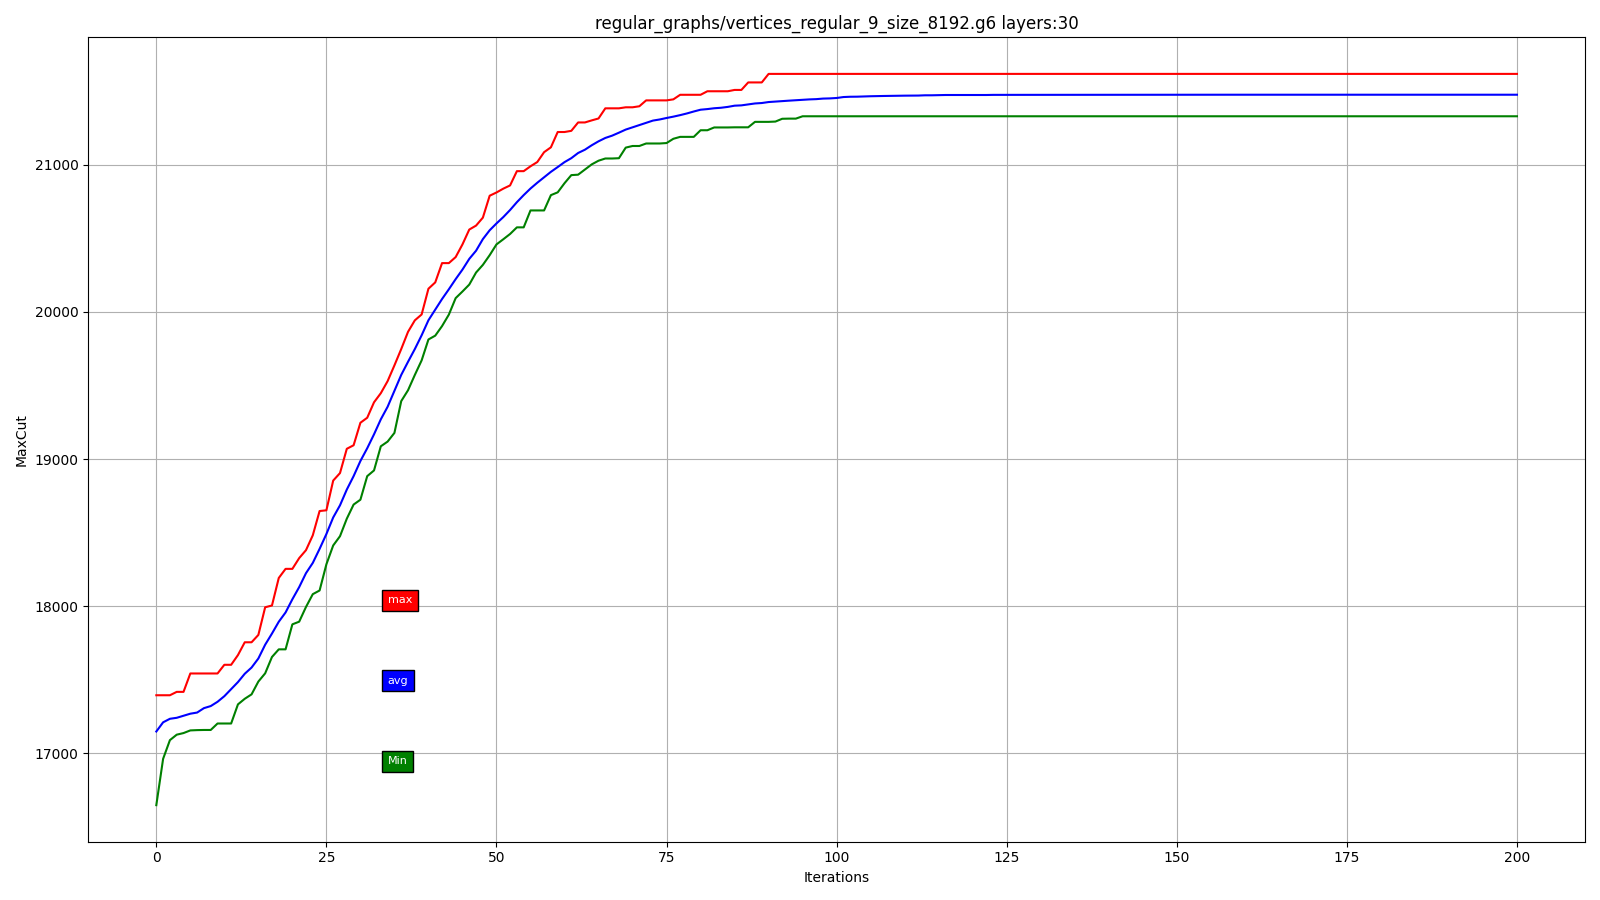 regular_graphs/vertices_regular_9_size_8192.g6 layers:30
MaxCut
21000
20000
19000
18000
17000
max
avg
Min
0 25 50 75 100 125 150 175 200
Iterations